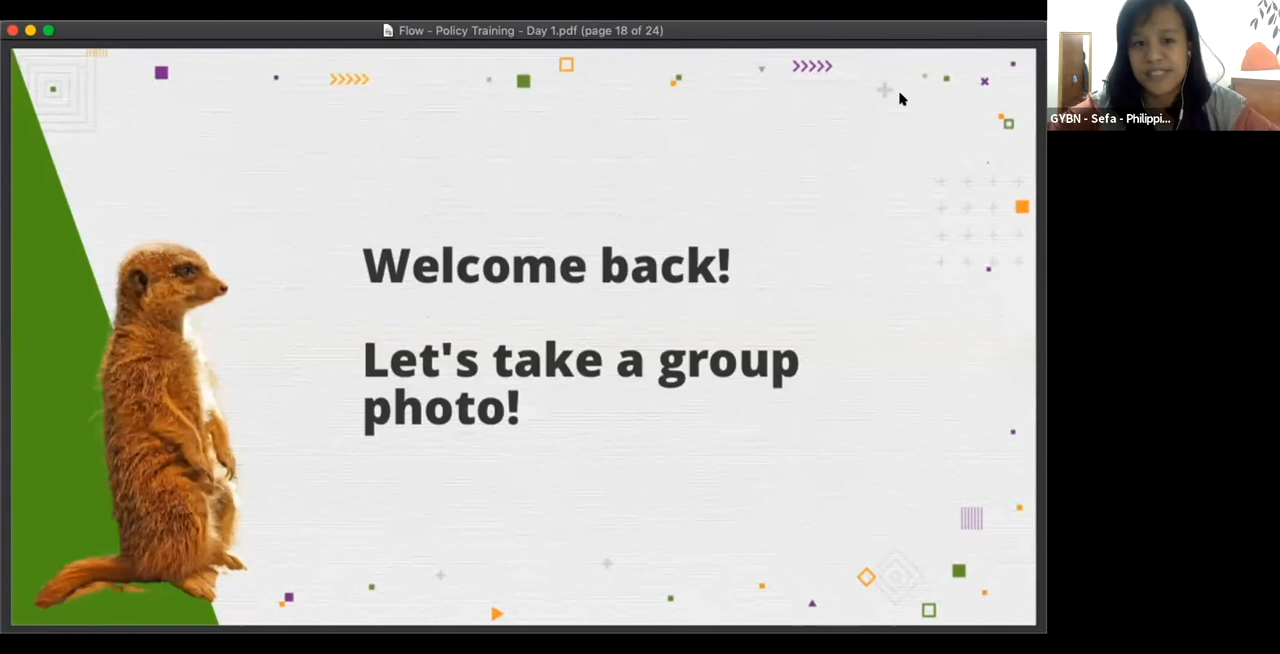 Flow - Policy Training - Day 1.pdf (page 18 of 24)
GYBN - Sefa - Philippi...
Welcome back!
Let's take a group
photo!